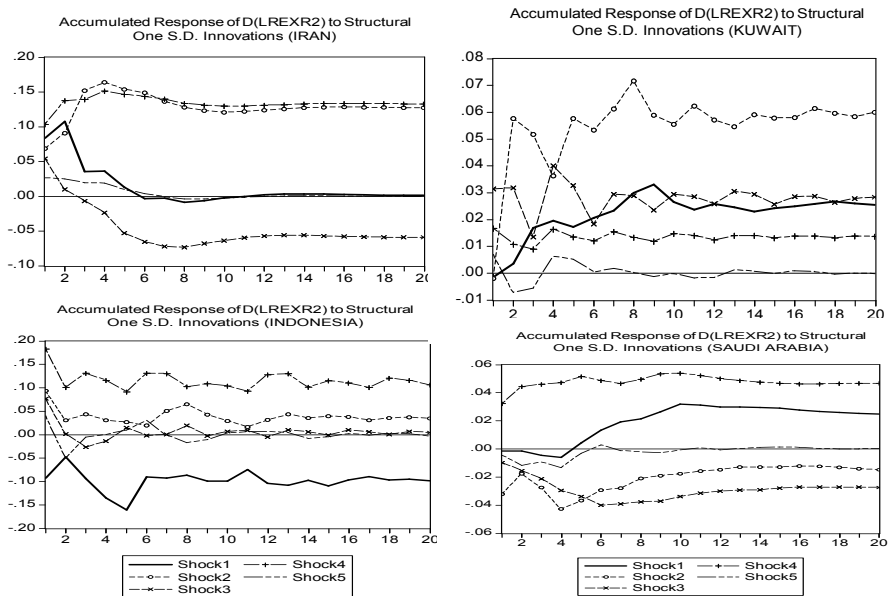 Accumulated Response of D(LREXR2) to Structural
One S.D. Innovations (IRAN)
.20
.15
.10
.05
.00
-.05
-.10
2 4 6 8 10 12 14 16 18 20
Accumulated Response of D(LREXR2) to Structural
One S.D. Innovations (KUWAIT)
.08
.07
.06
.05
.04
.03
.02
.01
.00
-.01
2 4 6 8 10 12 14 16 18 20
Accumulated Response of D(LREXR2) to Structural
One S.D. Innovations (INDONESIA)
.20
.15
.10
.05
.00
-.05
-.10
-.15
-.20
2 4 6 8 10 12 14 16 18 20
Shock1 Shock4
Shock2 Shock5
Shock3
Accumulated Response of D(LREXR2) to Structural
One S.D. Innovations (SAUDI ARABIA)
.06
.04
.02
.00
-.02
-.04
-.06
2 4 6 8 10 12 14 16 18 20
Shock1 Shock4
Shock2 Shock5
Shock3